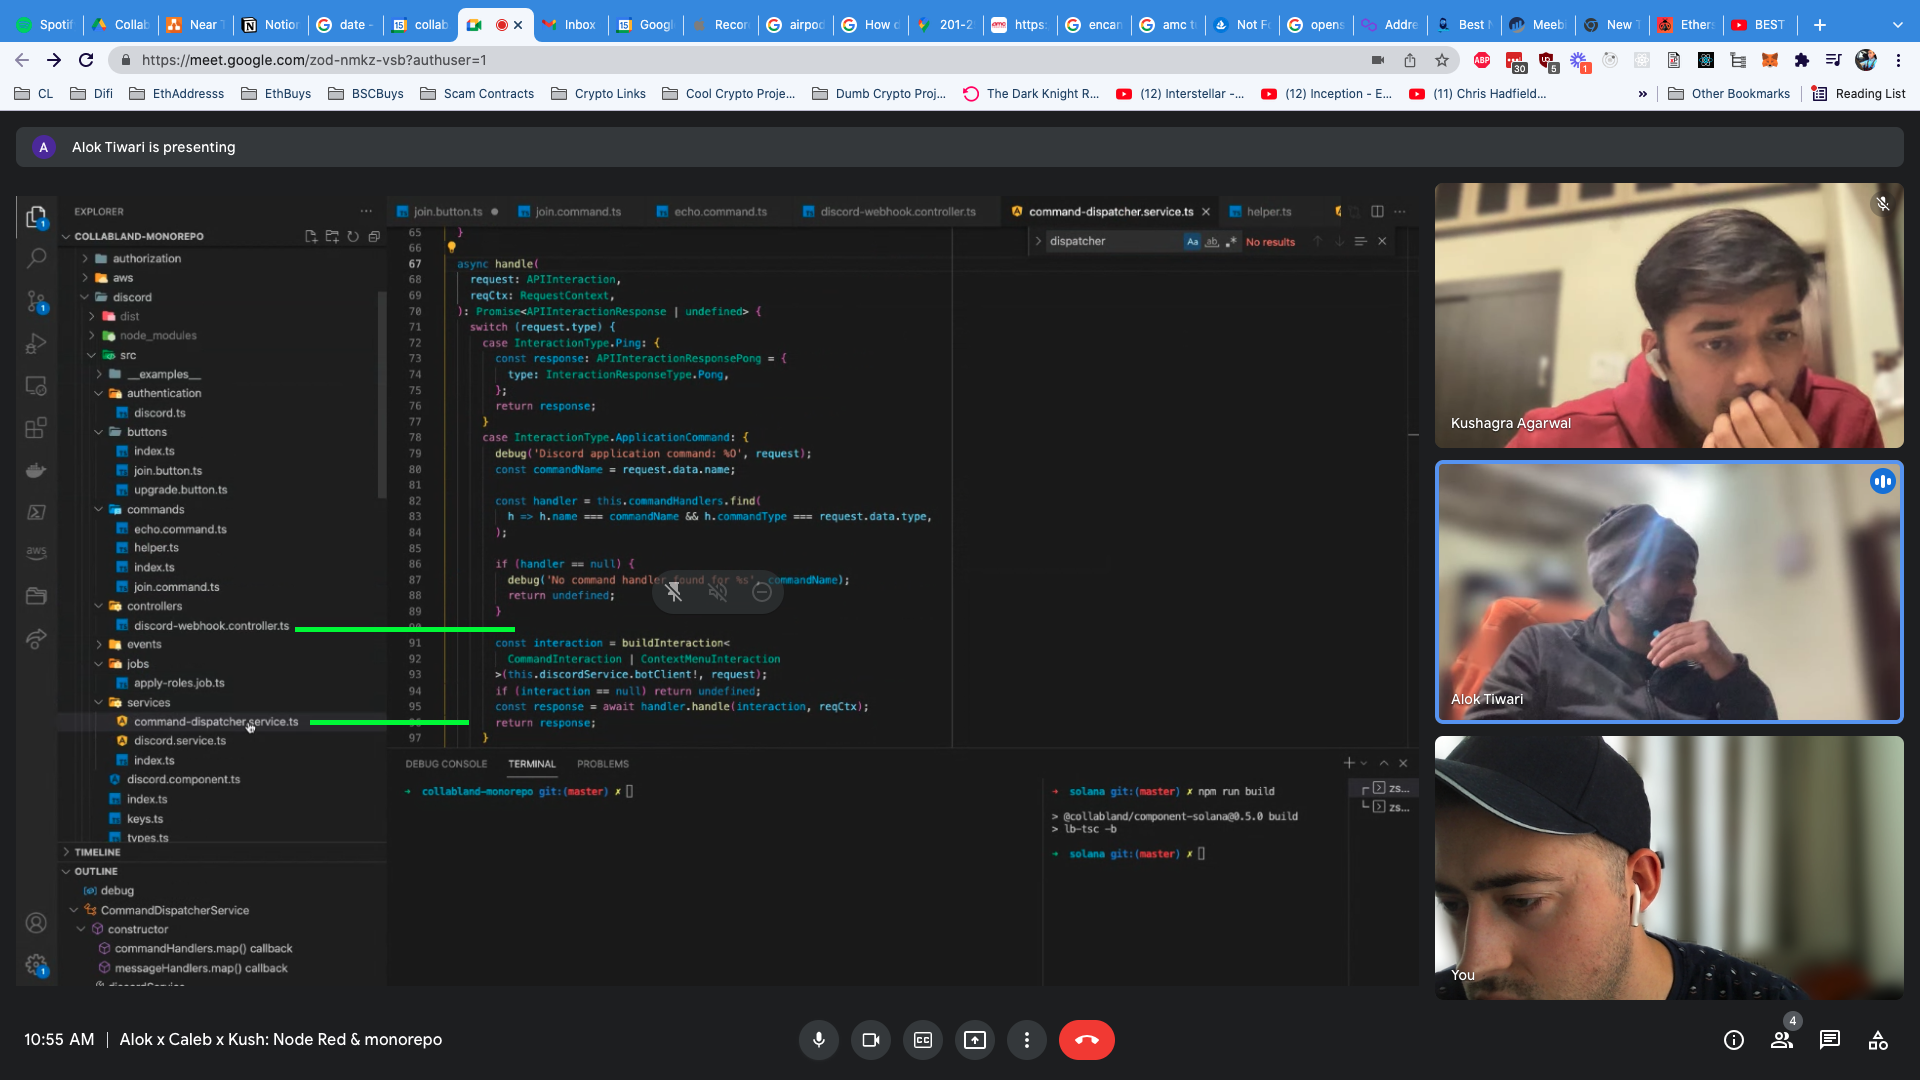 Spotif
Collab
Near T
Notion
date -
collab
Inbox
Googl
Recor
airpod
How d
201-2
https:
encan
amc t
Not Fo
opens
Addre
Best N
Meebi
New T
Ethers
BEST
https://meet.google.com/zod-nmkz-vsb?authuser=1
CL
Difi
EthAddresss
EthBuys
BSCBuys
Scam Contracts
Crypto Links
Cool Crypto Proje...
Dumb Crypto Proj...
The Dark Knight R...
(12) Interstellar -...
(12) Inception - E...
(11) Chris Hadfield...
»
Other Bookmarks
Reading List
A
Alok Tiwari is presenting
EXPLORER
COLLABLAND-MONOREPO
authorization
aws
discord
dist
node_modules
src
__examples__
authentication
discord.ts
buttons
index.ts
join.button.ts
upgrade.button.ts
commands
echo.command.ts
helper.ts
index.ts
join.command.ts
controllers
discord-webhook.controller.ts
events
jobs
apply-roles.job.ts
services
command-dispatcher.service.ts
discord.service.ts
index.ts
discord.component.ts
index.ts
keys.ts
types.ts
TIMELINE
OUTLINE
debug
CommandDispatcherService
constructor
commandHandlers.map() callback
messageHandlers.map() callback
discordService
join.button.ts
join.command.ts
echo.command.ts
discord-webhook.controller.ts
command-dispatcher.service.ts
helper.ts
dispatcher
Aa
ab
No results
65 }
66
67 async handle(
68 request: APIInteraction,
69 reqCtx: RequestContext,
70 ): Promise<APIInteractionResponse | undefined> {
71 switch (request.type) {
72 case InteractionType.Ping: {
73 const response: APIInteractionResponsePong = {
74 type: InteractionResponseType.Pong,
75 };
76 return response;
77 }
78 case InteractionType.ApplicationCommand: {
79 debug('Discord application command: %O', request);
80 const commandName = request.data.name;
81
82 const handler = this.commandHandlers.find(
83 h => h.name === commandName && h.commandType === request.data.type,
84 );
85
86 if (handler == null) {
87 debug('No command handler found for %s', commandName);
88 return undefined;
89 }
90
91 const interaction = buildInteraction<
92 CommandInteraction | ContextMenuInteraction
93 >(this.discordService.botClient!, request);
94 if (interaction == null) return undefined;
95 const response = await handler.handle(interaction, reqCtx);
96 return response;
97 }
DEBUG CONSOLE
TERMINAL
PROBLEMS
→ collabland-monorepo git:(master) ✗
→ solana git:(master) ✗ npm run build
> @collabland/component-solana@0.5.0 build
> lb-tsc -b
→ solana git:(master) ✗
zs...
zs...
Kushagra Agarwal
Alok Tiwari
You
10:55 AM
Alok x Caleb x Kush: Node Red & monorepo
4